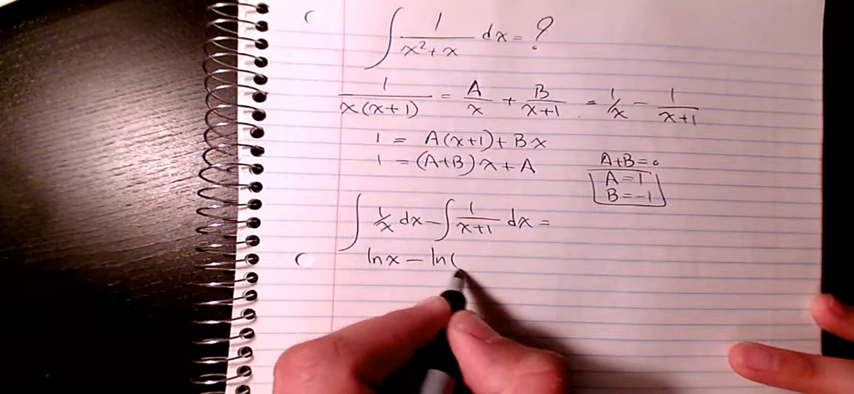 ∫ 1/(x²+x) dx = ?
1/(x(x+1)) = A/x + B/(x+1) = 1/x − 1/(x+1)
1 = A(x+1)+Bx
1 = (A+B)x+A
A+B=0
A=1
B=−1
∫ 1/x dx − ∫ 1/(x+1) dx =
lnx − ln(